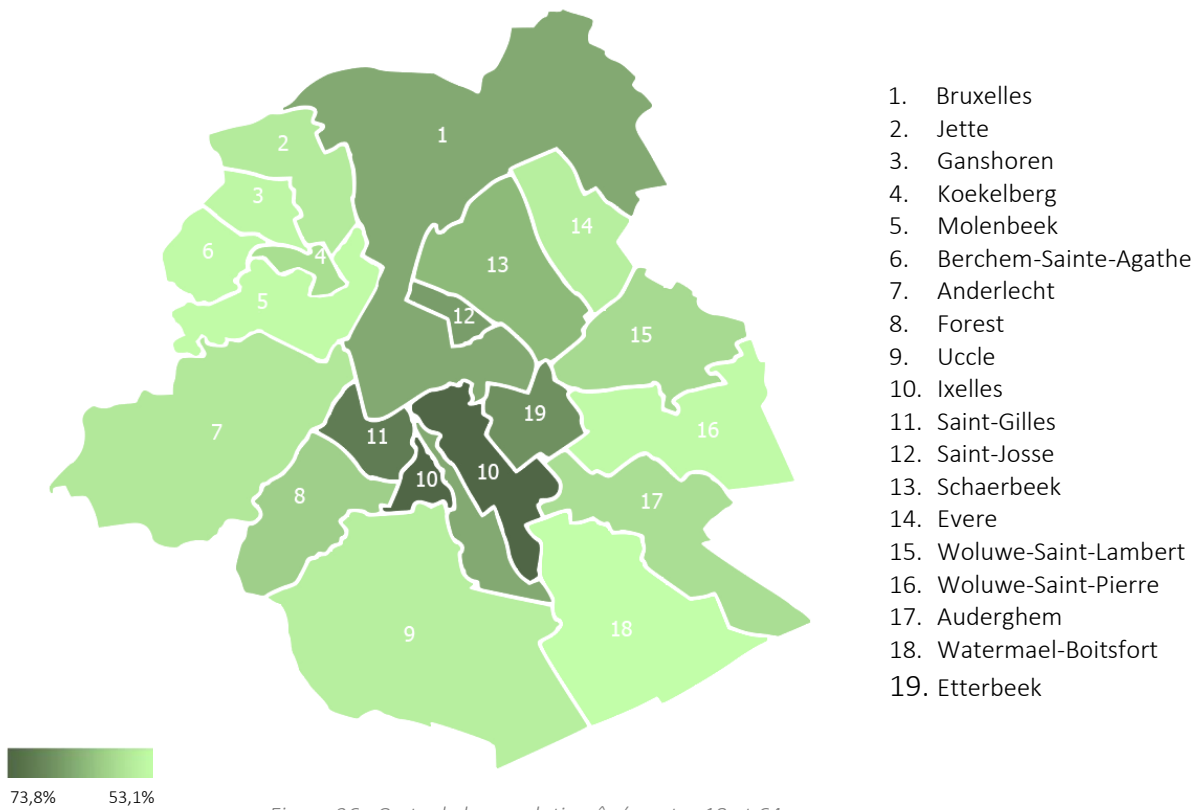 1
2
3
14
6
4
13
5
12
15
19
16
7
11
10
10
8
17
9
18
1. Bruxelles
2. Jette
3. Ganshoren
4. Koekelberg
5. Molenbeek
6. Berchem-Sainte-Agathe
7. Anderlecht
8. Forest
9. Uccle
10. Ixelles
11. Saint-Gilles
12. Saint-Josse
13. Schaerbeek
14. Evere
15. Woluwe-Saint-Lambert
16. Woluwe-Saint-Pierre
17. Auderghem
18. Watermael-Boitsfort
19. Etterbeek
73,8% 53,1%